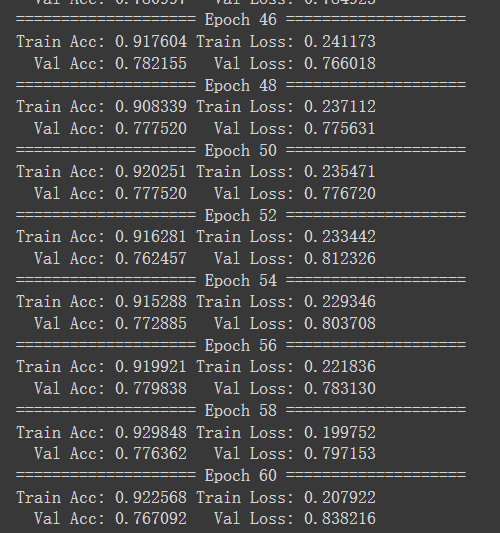 Val Acc: 0.780997 Val Loss: 0.784923
==================== Epoch 46 ====================
Train Acc: 0.917604 Train Loss: 0.241173
Val Acc: 0.782155 Val Loss: 0.766018
==================== Epoch 48 ====================
Train Acc: 0.908339 Train Loss: 0.237112
Val Acc: 0.777520 Val Loss: 0.775631
==================== Epoch 50 ====================
Train Acc: 0.920251 Train Loss: 0.235471
Val Acc: 0.777520 Val Loss: 0.776720
==================== Epoch 52 ====================
Train Acc: 0.916281 Train Loss: 0.233442
Val Acc: 0.762457 Val Loss: 0.812326
==================== Epoch 54 ====================
Train Acc: 0.915288 Train Loss: 0.229346
Val Acc: 0.772885 Val Loss: 0.803708
==================== Epoch 56 ====================
Train Acc: 0.919921 Train Loss: 0.221836
Val Acc: 0.779838 Val Loss: 0.783130
==================== Epoch 58 ====================
Train Acc: 0.929848 Train Loss: 0.199752
Val Acc: 0.776362 Val Loss: 0.797153
==================== Epoch 60 ====================
Train Acc: 0.922568 Train Loss: 0.207922
Val Acc: 0.767092 Val Loss: 0.838216